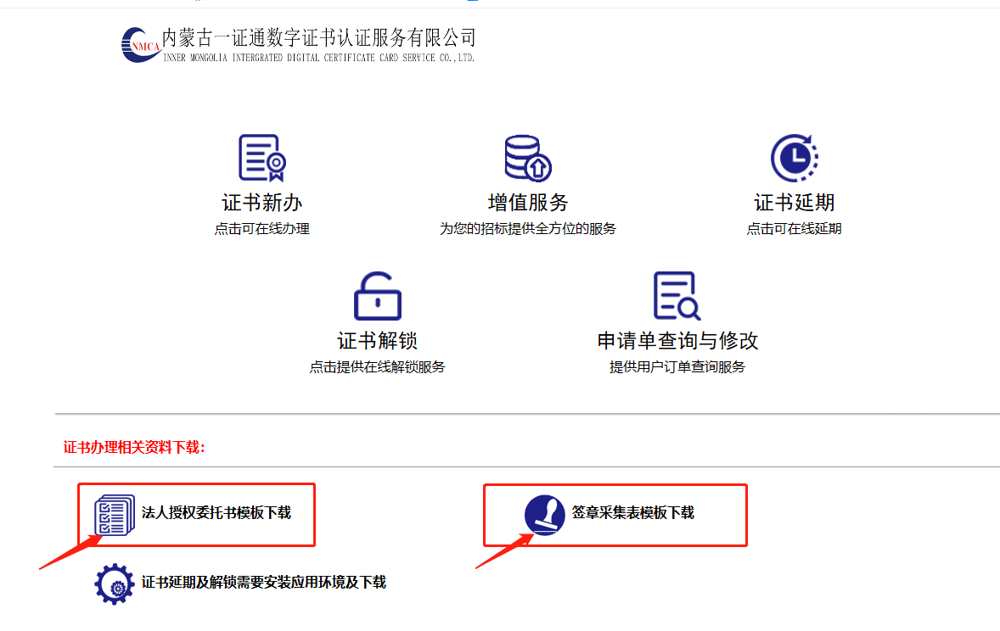 内蒙古一证通数字证书认证服务有限公司
NMCA
INNER MONGOLIA INTERGRATED DIGITAL CERTIFICATE CARD SERVICE CO.,LTD.
证书新办
增值服务
证书延期
点击可在线办理
为您的招标提供全方位的服务
点击可在线延期
证书解锁
申请单查询与修改
点击提供在线解锁服务
提供用户订单查询服务
证书办理相关资料下载：
法人授权委托书模板下载
签章采集表模板下载
证书延期及解锁需要安装应用环境及下载